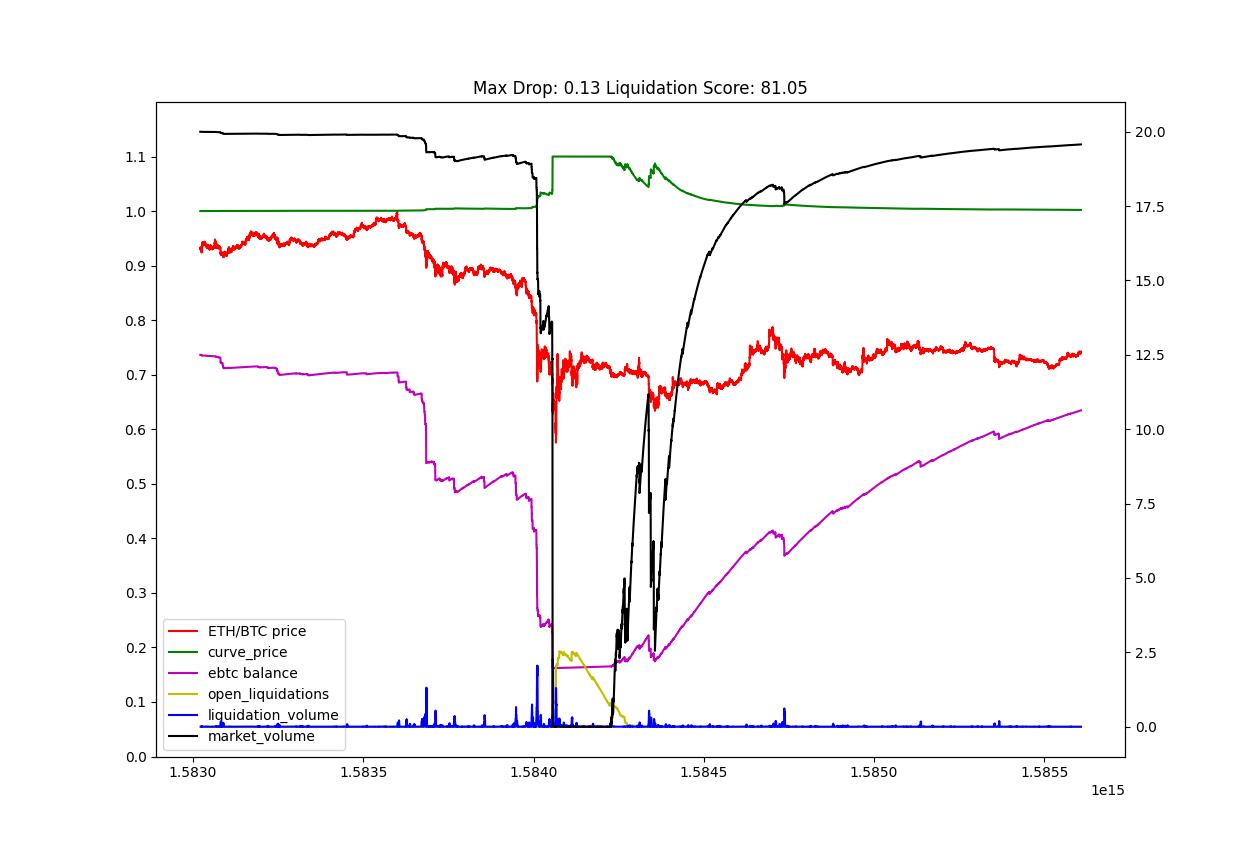 Max Drop: 0.13 Liquidation Score: 81.05
1.1
1.0
0.9
0.8
0.7
0.6
0.5
0.4
0.3
0.2
0.1
0.0
20.0
17.5
15.0
12.5
10.0
7.5
5.0
2.5
0.0
ETH/BTC price
curve_price
ebtc balance
open_liquidations
liquidation_volume
market_volume
1.5830 1.5835 1.5840 1.5845 1.5850 1.5855
1e15